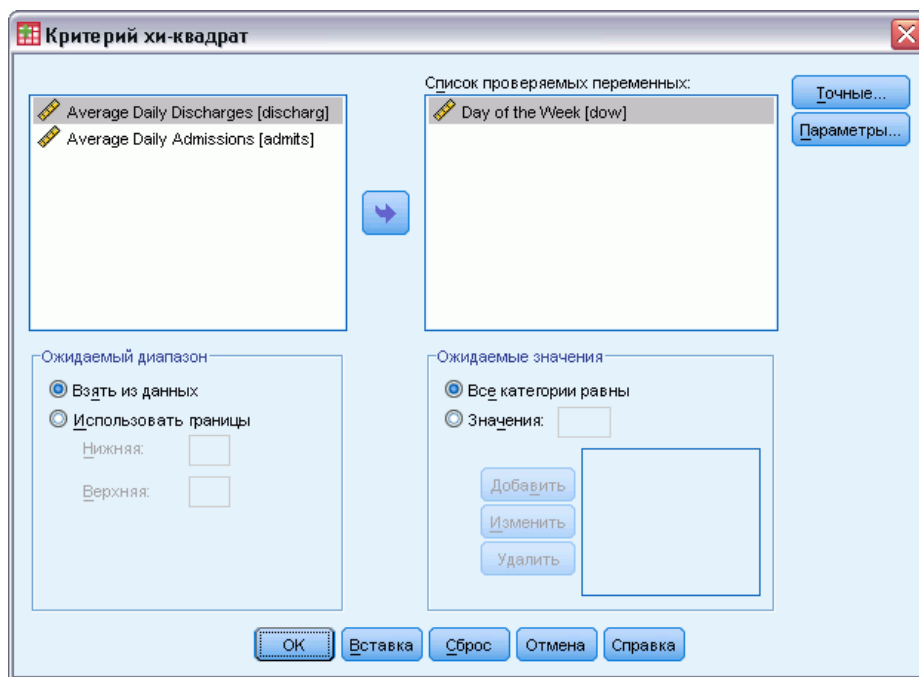 Критерий хи-квадрат
Список проверяемых переменных:
Average Daily Discharges [discharg]
Average Daily Admissions [admits]
Day of the Week [dow]
Точные...
Параметры...
Ожидаемый диапазон
Взять из данных
Использовать границы
Нижняя:
Верхняя:
Ожидаемые значения
Все категории равны
Значения:
Добавить
Изменить
Удалить
OK
Вставка
Сброс
Отмена
Справка